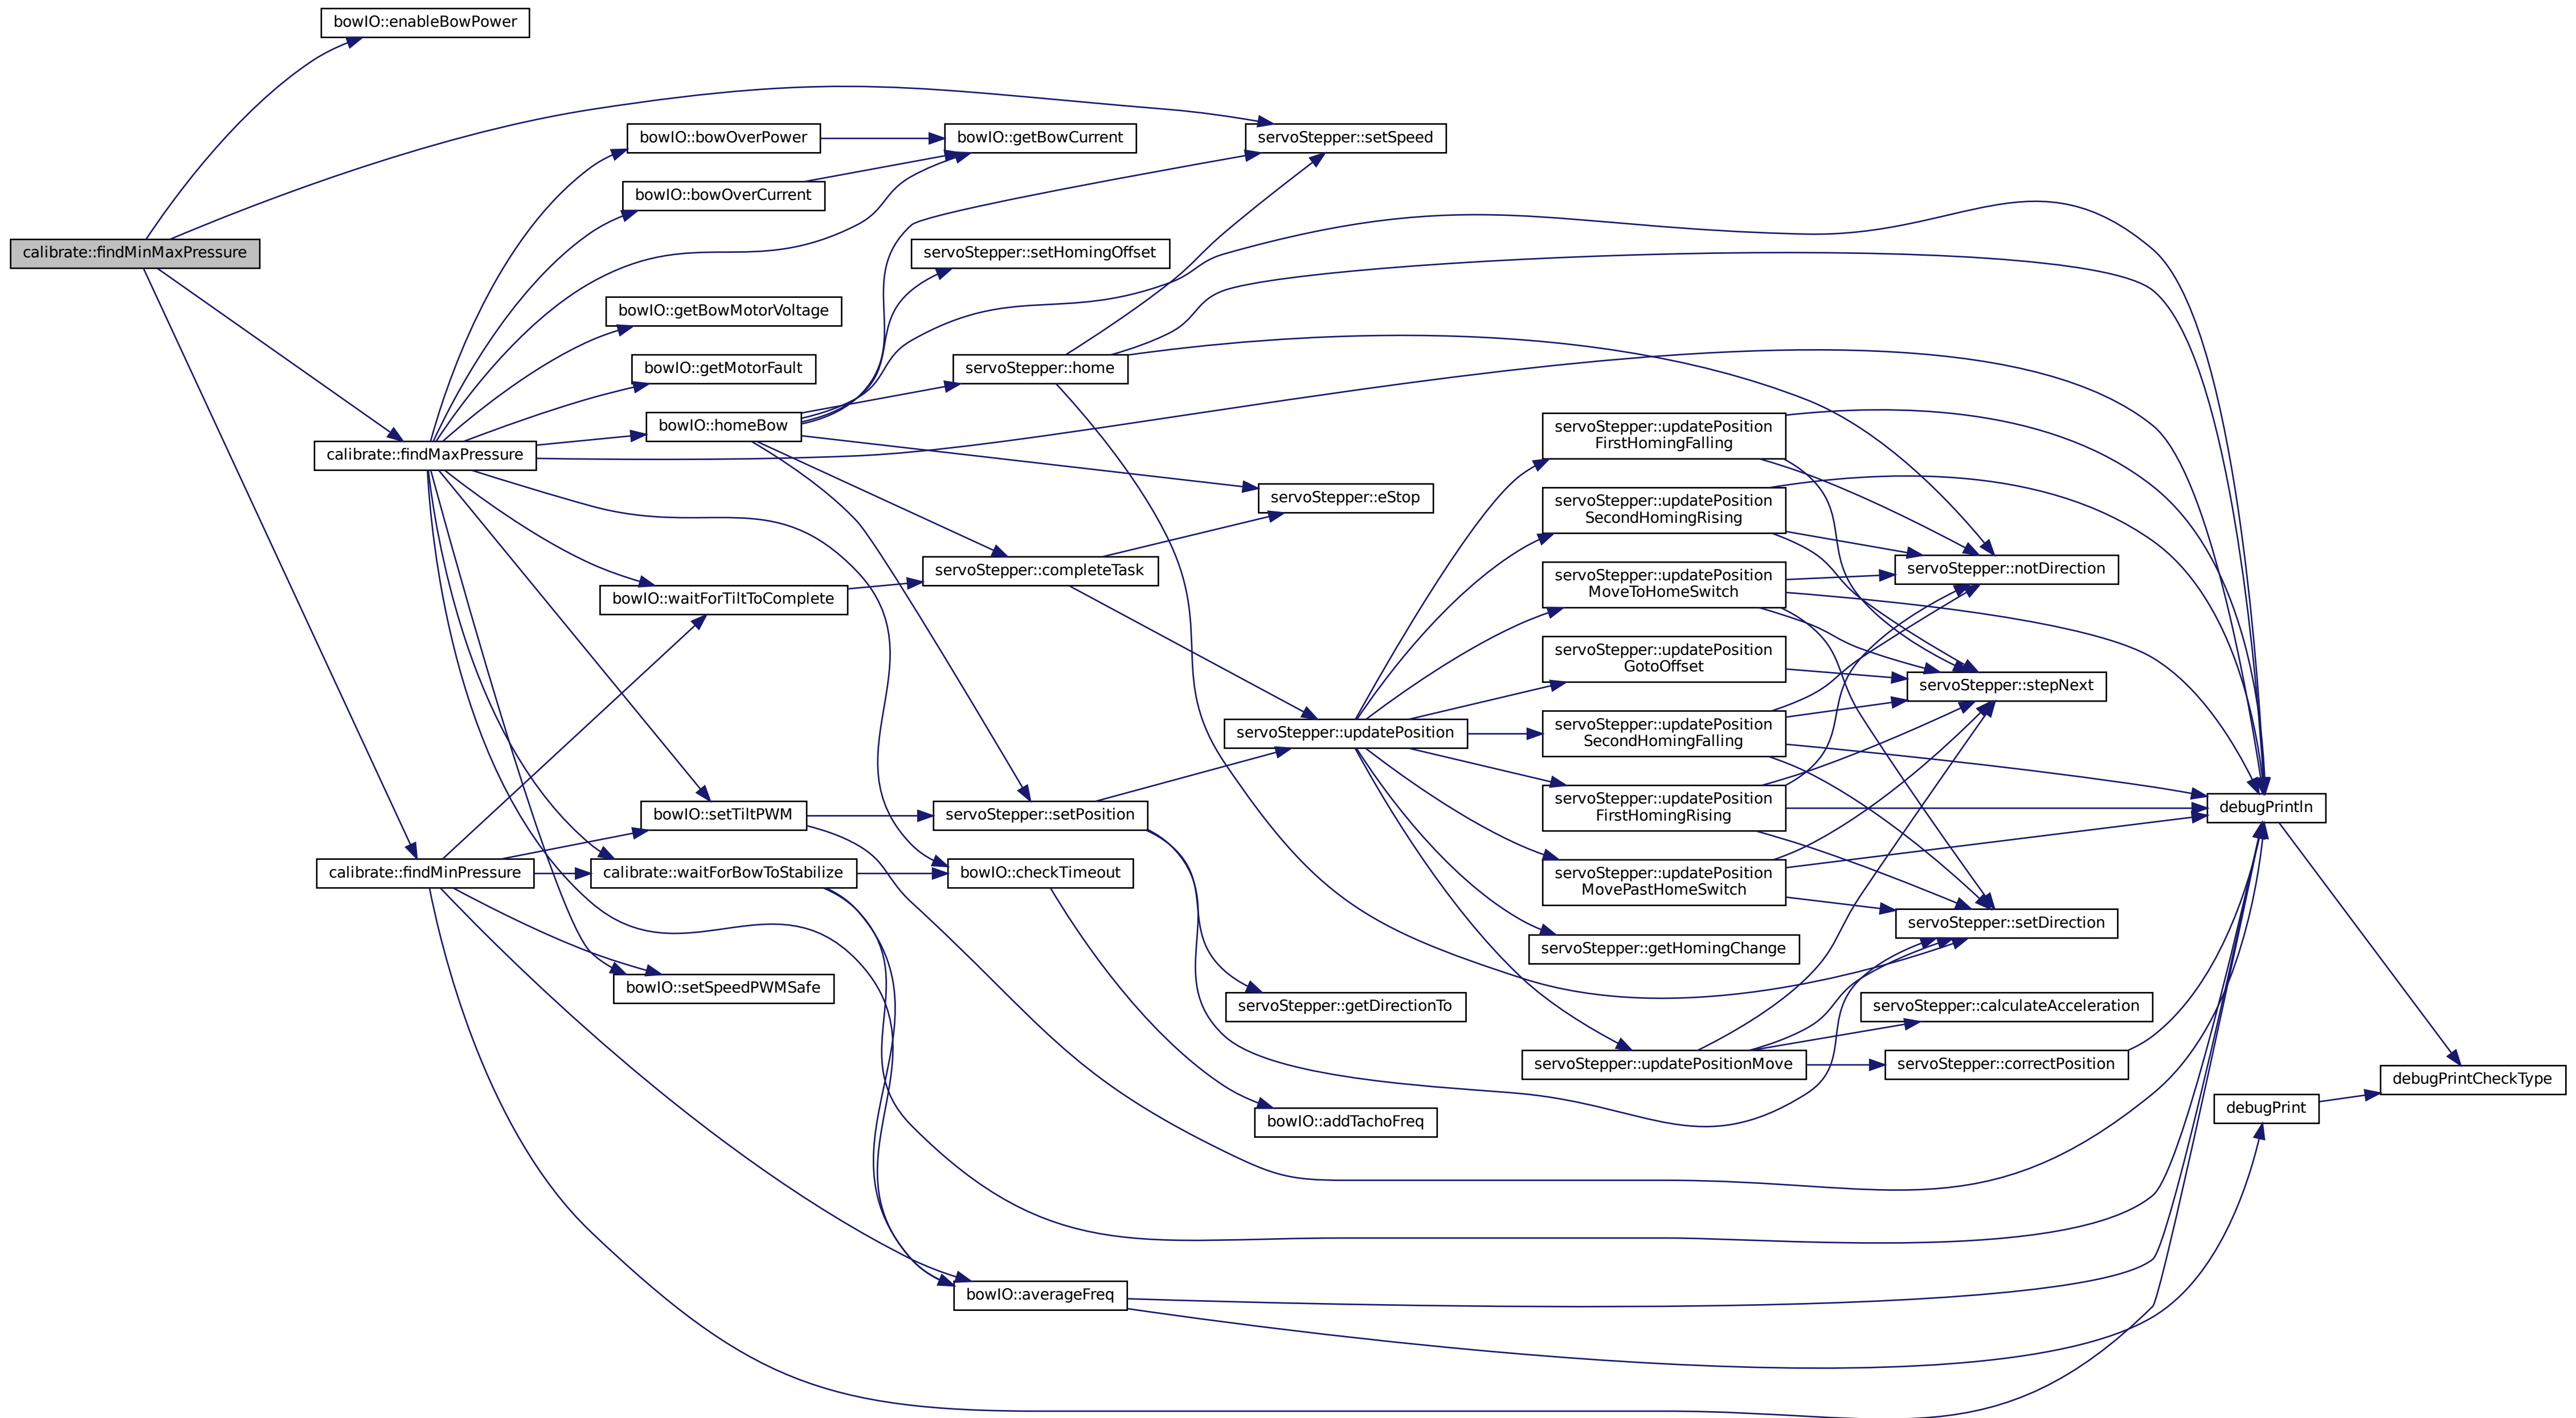 bowIO::enableBowPower
bowIO::bowOverPower
bowIO::getBowCurrent
servoStepper::setSpeed
bowIO::bowOverCurrent
calibrate::findMinMaxPressure
servoStepper::setHomingOffset
bowIO::getBowMotorVoltage
bowIO::getMotorFault
servoStepper::home
bowIO::homeBow
calibrate::findMaxPressure
servoStepper::updatePosition
FirstHomingFalling
servoStepper::eStop
servoStepper::updatePosition
SecondHomingRising
servoStepper::completeTask
servoStepper::updatePosition
MoveToHomeSwitch
servoStepper::notDirection
bowIO::waitForTiltToComplete
servoStepper::updatePosition
GotoOffset
servoStepper::stepNext
servoStepper::updatePosition
servoStepper::updatePosition
SecondHomingFalling
bowIO::setTiltPWM
servoStepper::setPosition
servoStepper::updatePosition
FirstHomingRising
debugPrintln
calibrate::findMinPressure
calibrate::waitForBowToStabilize
bowIO::checkTimeout
servoStepper::updatePosition
MovePastHomeSwitch
servoStepper::setDirection
servoStepper::getHomingChange
bowIO::setSpeedPWMSafe
servoStepper::getDirectionTo
servoStepper::calculateAcceleration
servoStepper::updatePositionMove
servoStepper::correctPosition
debugPrintCheckType
bowIO::addTachoFreq
debugPrint
bowIO::averageFreq